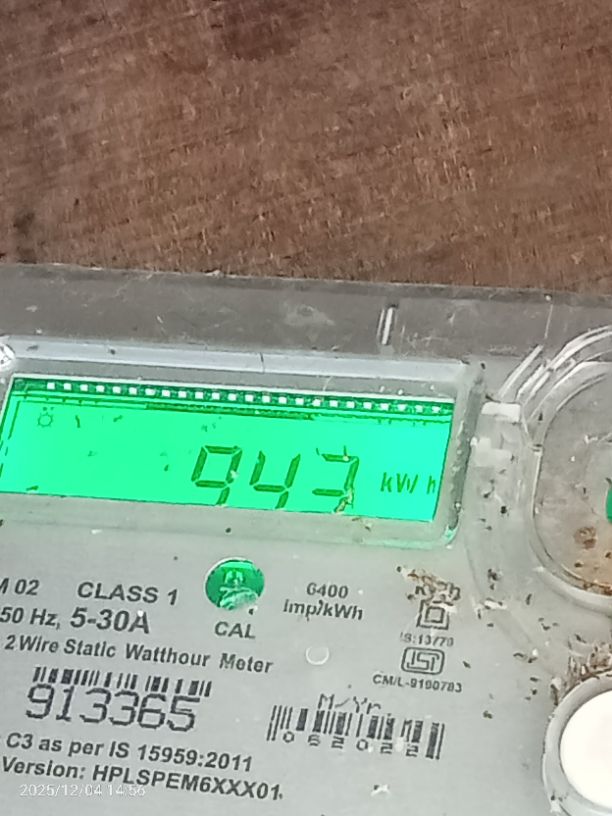 943 kWh
M 02 CLASS 1
6400
imp/kWh
50 Hz, 5-30A
CAL
2 Wire Static Watthour Meter
IS:13779
CM/L-9190783
913365
M/Yr
062022
C3 as per IS 15959:2011
Version: HPLSPEM6XXX01.
2025/12/04 14:56